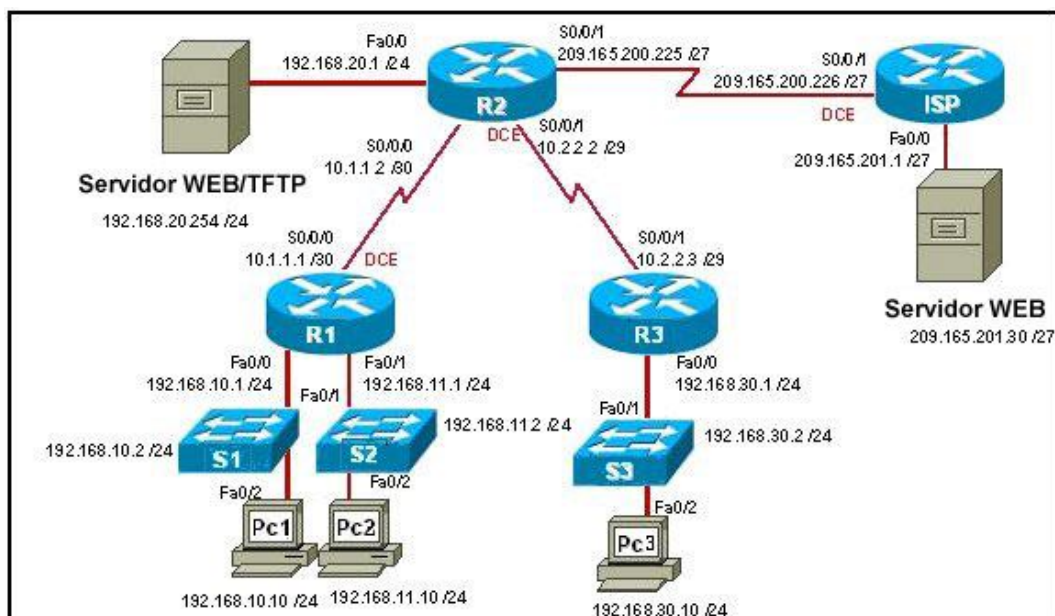 Fa0/0
192.168.20.1 /24
S0/0/1
209.165.200.225 /27
S0/0/1
209.165.200.226 /27
DCE
ISP
R2
DCE
S0/0/1
10.2.2.2 /29
S0/0/0
10.1.1.2 /30
Fa0/0
209.165.201.1 /27
Servidor WEB/TFTP
192.168.20.254 /24
S0/0/0
10.1.1.1 /30
DCE
S0/0/1
10.2.2.3 /29
R1
R3
Servidor WEB
209.165.201.30 /27
Fa0/0
192.168.10.1 /24
Fa0/1
192.168.11.1 /24
Fa0/0
192.168.30.1 /24
Fa0/1
Fa0/1
192.168.10.2 /24
S1
S2
192.168.11.2 /24
S3
192.168.30.2 /24
Fa0/2
Fa0/2
Fa0/2
Pc1
Pc2
Pc3
192.168.10.10 /24
192.168.11.10 /24
192.168.30.10 /24